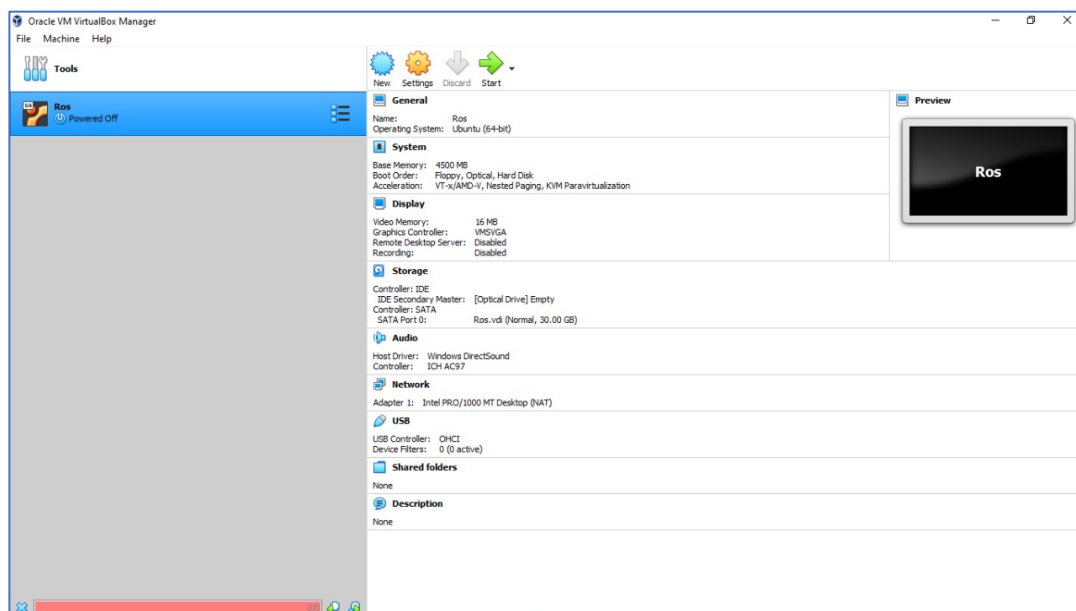 Oracle VM VirtualBox Manager
File Machine Help
Tools
New Settings Discard Start
64
Ros
Powered Off
General
Name: Ros
Operating System: Ubuntu (64-bit)
Preview
Ros
System
Base Memory: 4500 MB
Boot Order: Floppy, Optical, Hard Disk
Acceleration: VT-x/AMD-V, Nested Paging, KVM Paravirtualization
Display
Video Memory: 16 MB
Graphics Controller: VMSVGA
Remote Desktop Server: Disabled
Recording: Disabled
Storage
Controller: IDE
IDE Secondary Master: [Optical Drive] Empty
Controller: SATA
SATA Port 0: Ros.vdi (Normal, 30.00 GB)
Audio
Host Driver: Windows DirectSound
Controller: ICH AC97
Network
Adapter 1: Intel PRO/1000 MT Desktop (NAT)
USB
USB Controller: OHCI
Device Filters: 0 (0 active)
Shared folders
None
Description
None
0/0